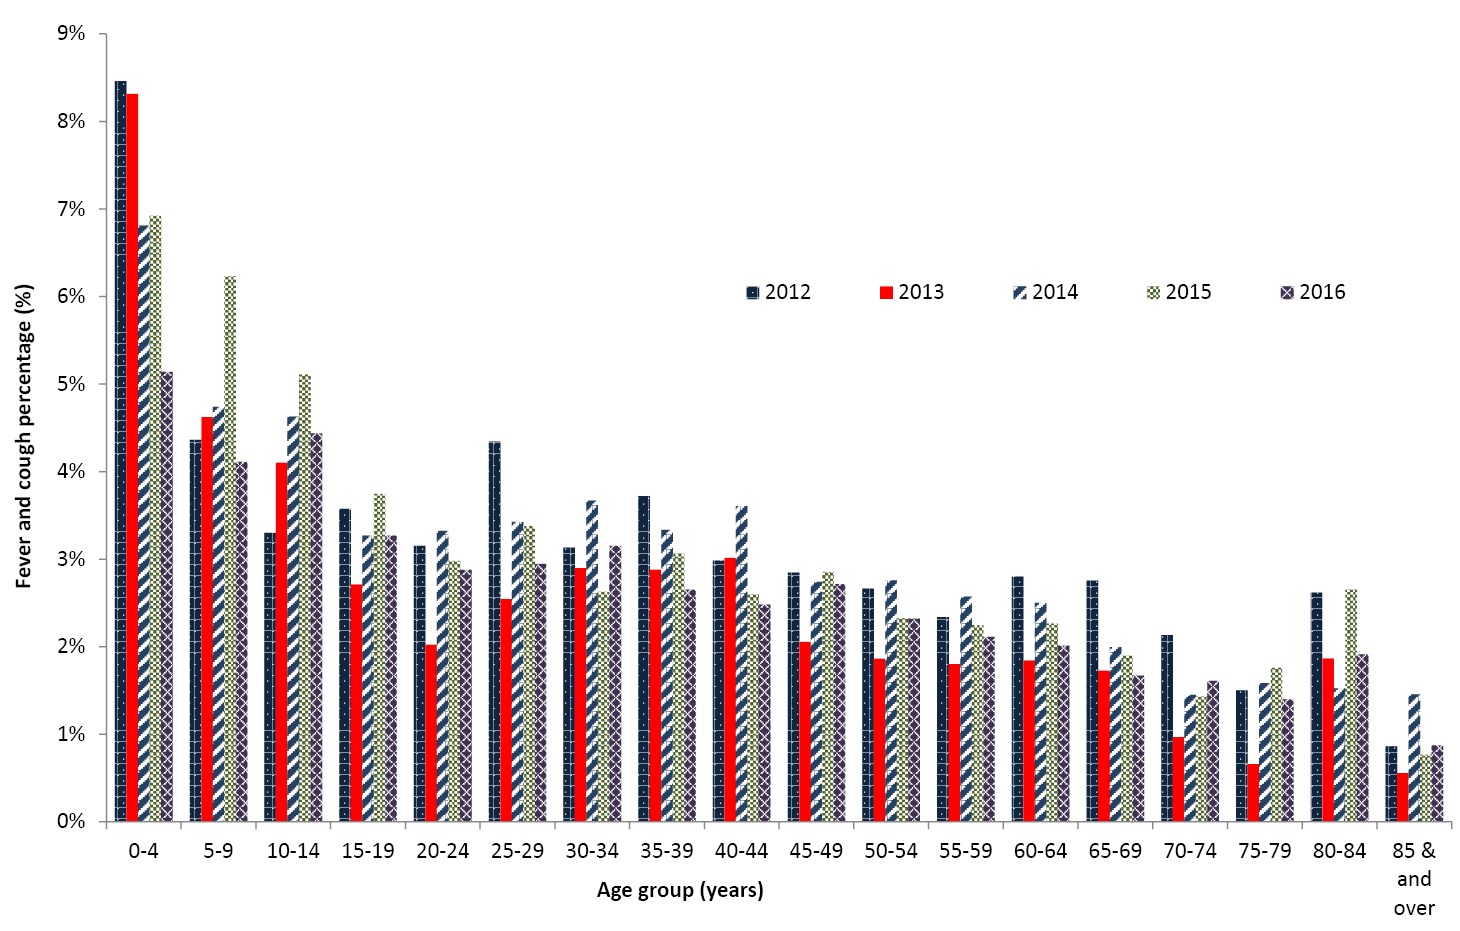 9%
8%
7%
6%
5%
4%
3%
2%
1%
0%
Fever and cough percentage (%)
2012 2013 2014 2015 2016
0-4 5-9 10-14 15-19 20-24 25-29 30-34 35-39 40-44 45-49 50-54 55-59 60-64 65-69 70-74 75-79 80-84 85 &
and
over
Age group (years)